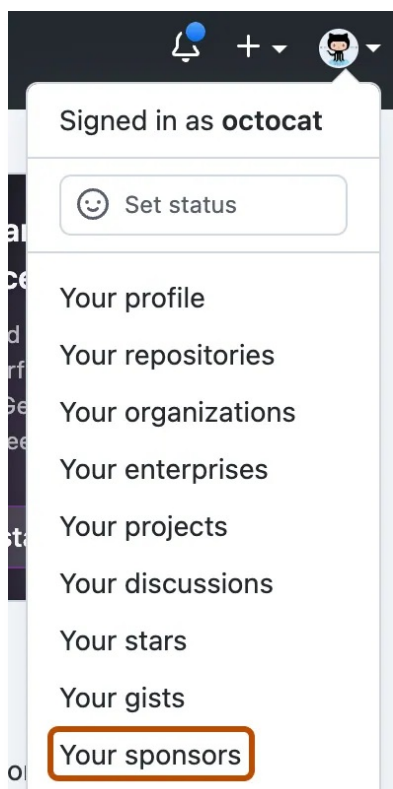 Signed in as octocat
Set status
Your profile
Your repositories
Your organizations
Your enterprises
Your projects
Your discussions
Your stars
Your gists
Your sponsors